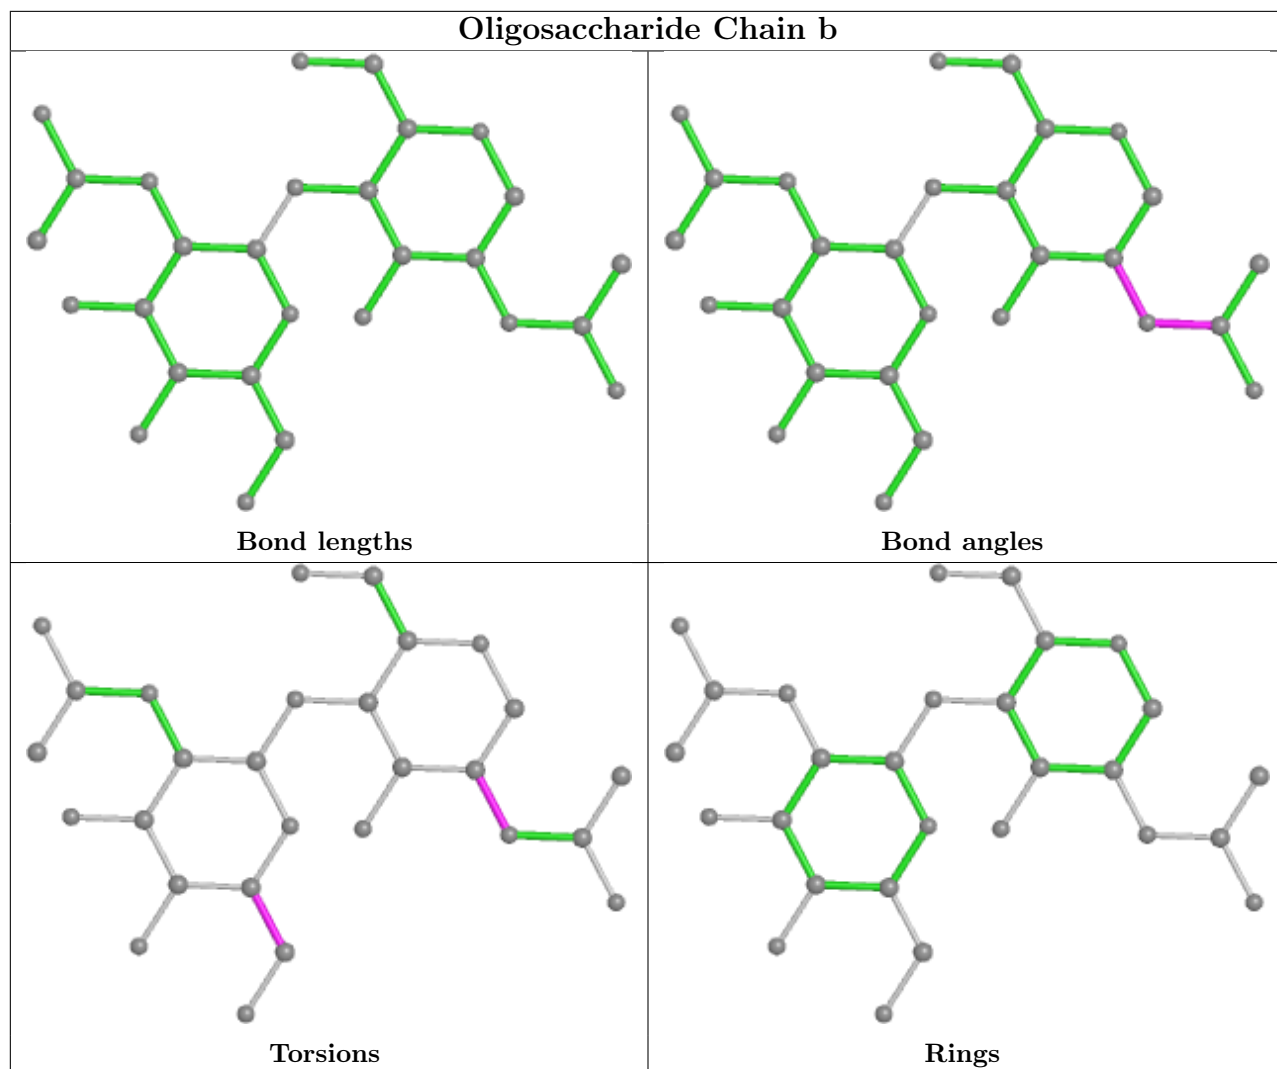 Oligosaccharide Chain b
Bond lengths
Bond angles
Torsions
Rings